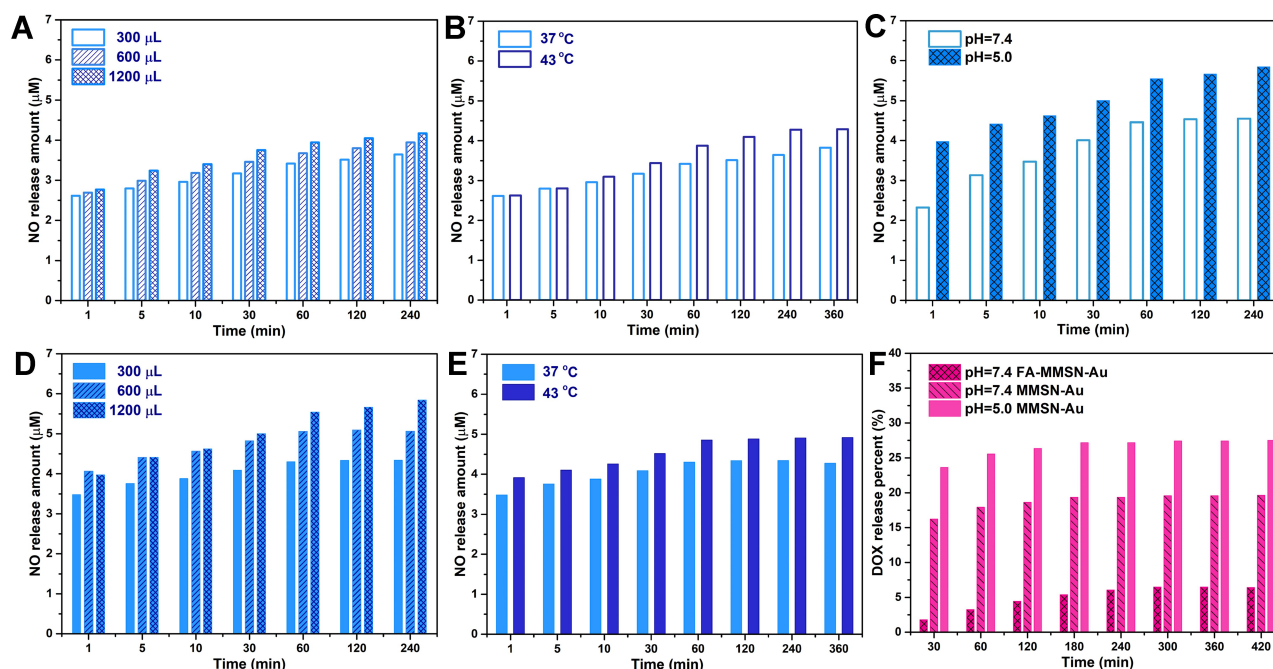 A
7
6
5
4
3
2
1
0
NO release amount (μM)
300 μL
600 μL
1200 μL
1 5 10 30 60 120 240
Time (min)
B
7
6
5
4
3
2
1
0
NO release amount (μM)
37 °C
43 °C
1 5 10 30 60 120 240 360
Time (min)
C
7
6
5
4
3
2
1
0
NO release amount (μM)
pH=7.4
pH=5.0
1 5 10 30 60 120 240
Time (min)
D
7
6
5
4
3
2
1
0
NO release amount (μM)
300 μL
600 μL
1200 μL
1 5 10 30 60 120 240
Time (min)
E
7
6
5
4
3
2
1
0
NO release amount (μM)
37 °C
43 °C
1 5 10 30 60 120 240 360
Time (min)
F
40
35
30
25
20
15
10
5
0
DOX release percent (%)
pH=7.4 FA-MMSN-Au
pH=7.4 MMSN-Au
pH=5.0 MMSN-Au
30 60 120 180 240 300 360 420
Time (min)